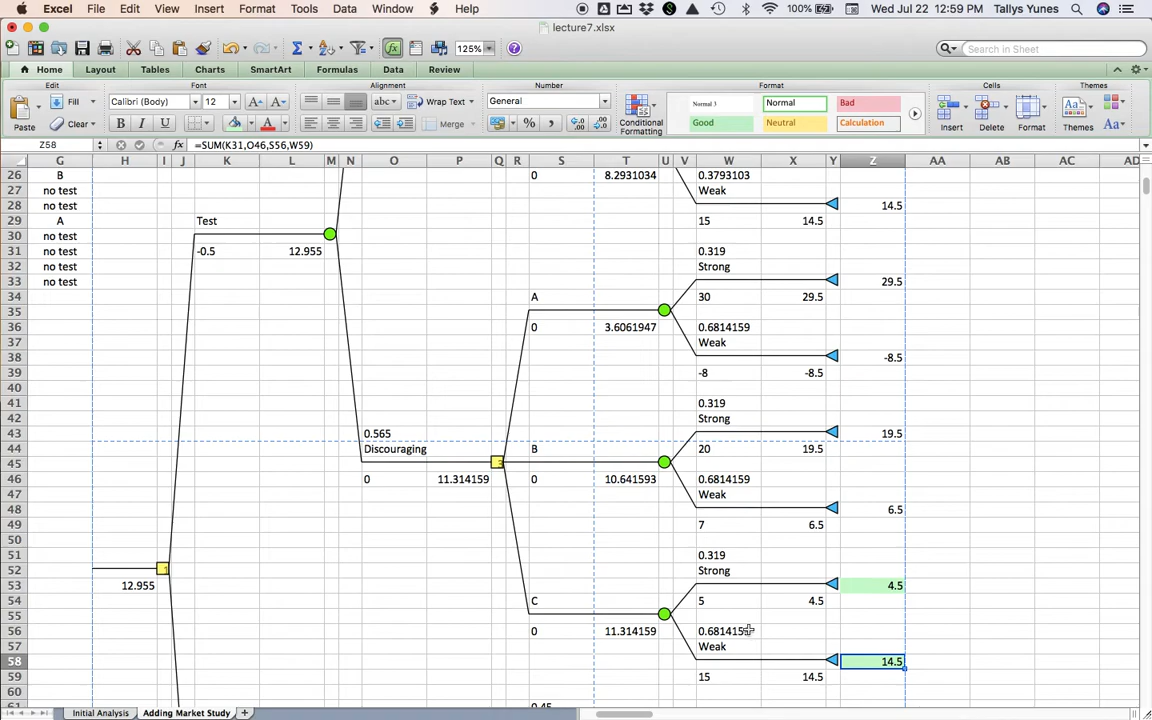 Excel File Edit View Insert Format Tools Data Window Help 100% Wed Jul 22 12:59 PM Tallys Yunes
lecture7.xlsx
125% Search in Sheet
Home Layout Tables Charts SmartArt Formulas Data Review
Edit Font Alignment Number Format Cells Themes
Paste Fill Calibri (Body) 12 abc Wrap Text General Conditional Formatting Normal 3 Normal Bad Insert Delete Format Themes Aa
Clear B I U A Merge % Good Neutral Calculation
Z58 fx =SUM(K31,O46,S56,W59)
G H I J K L M N O P Q R S T U V W X Y Z AA AB AC AD
26 B 0 8.2931034 0.3793103
27 no test Weak
28 no test 14.5
29 A Test 15 14.5
30 no test
31 no test -0.5 12.955 0.319
32 no test Strong
33 no test 29.5
34 A 30 29.5
35
36 0 3.6061947 0.6814159
37 Weak
38 -8.5
39 -8 -8.5
40
41 0.319
42 Strong
43 0.565 19.5
44 Discouraging B 20 19.5
45 3
46 0 11.314159 0 10.641593 0.6814159
47 Weak
48 6.5
49 7 6.5
50
51 0.319
52 1 Strong
53 12.955 4.5
54 C 5 4.5
55
56 0 11.314159 0.6814159
57 Weak
58 14.5
59 15 14.5
60
61 0.45
Initial Analysis Adding Market Study +